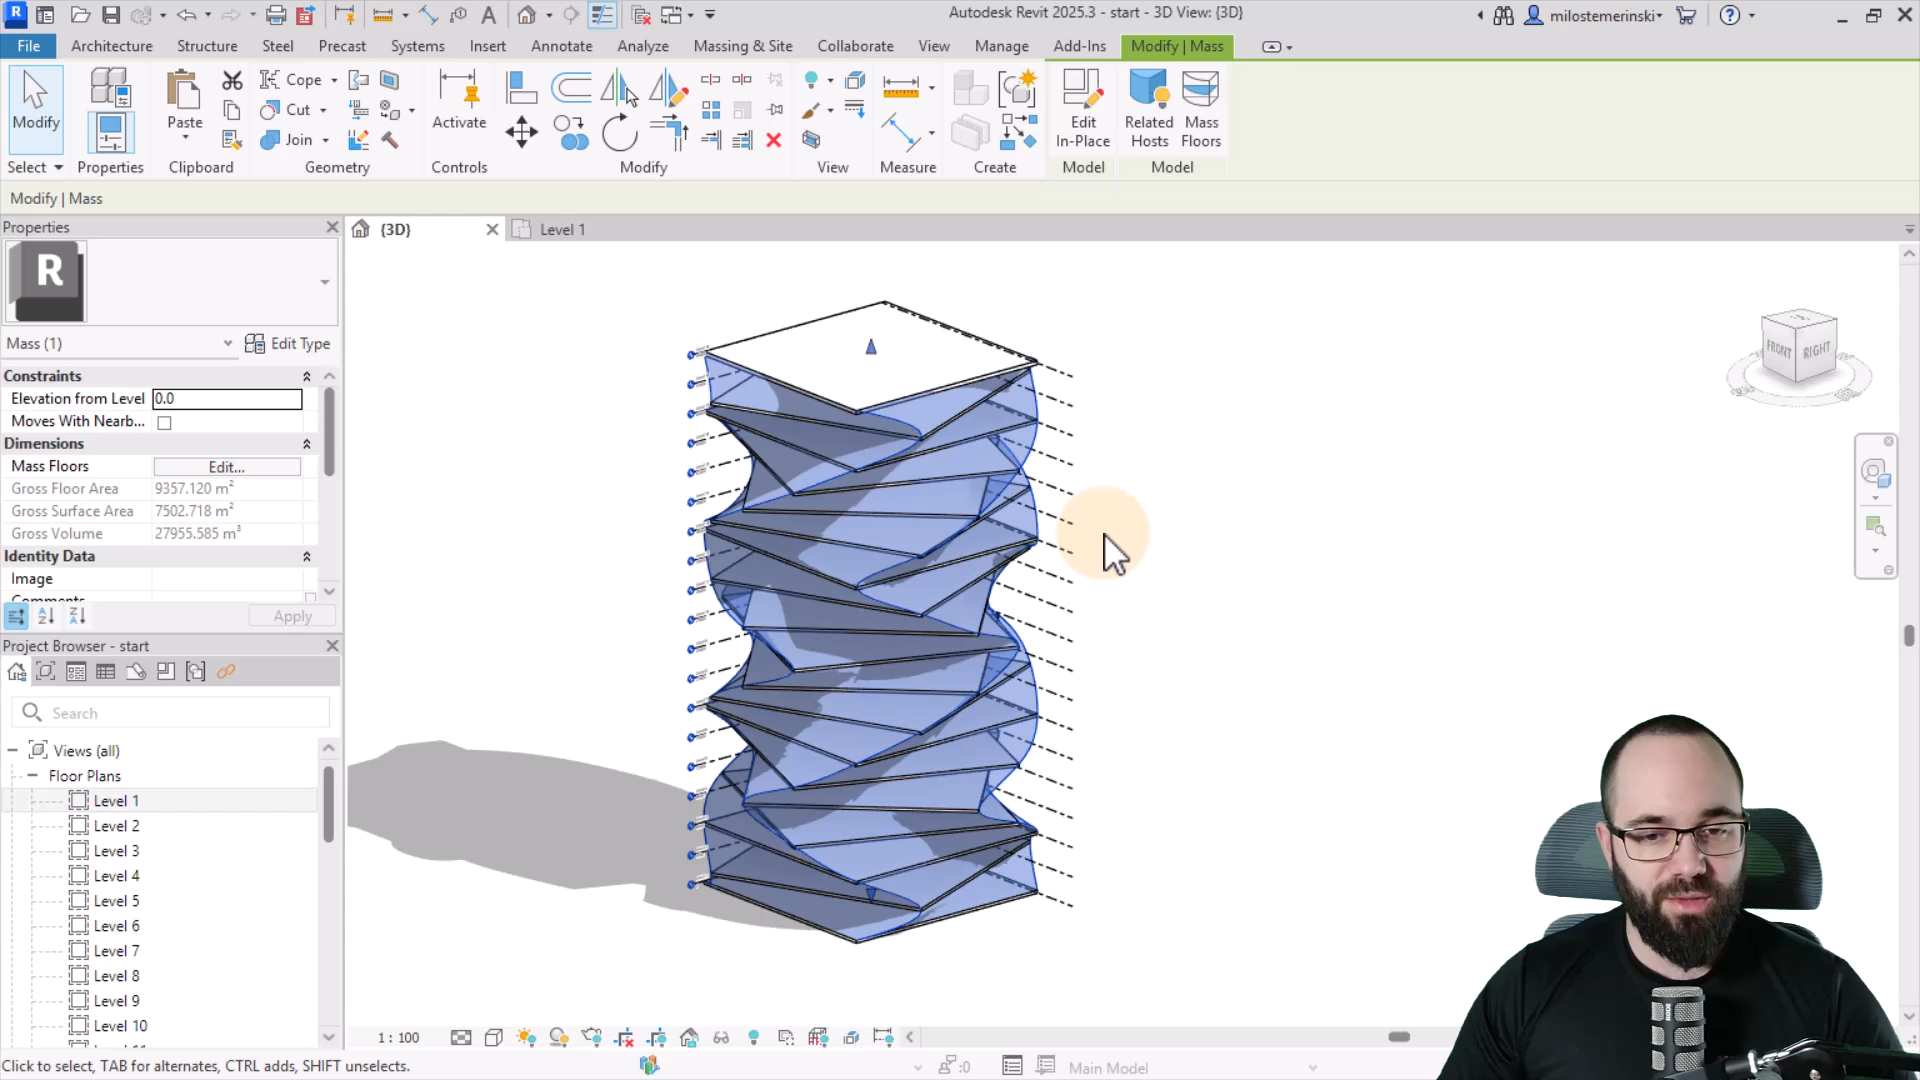 Autodesk Revit 2025.3 - start - 3D View: {3D}
milostemerinski
File
Architecture
Structure
Steel
Precast
Systems
Insert
Annotate
Analyze
Massing & Site
Collaborate
View
Manage
Add-Ins
Modify | Mass
Modify
Paste
Cope
Cut
Join
Activate
Edit
In-Place
Related
Hosts
Mass
Floors
Select
Properties
Clipboard
Geometry
Controls
Modify
View
Measure
Create
Model
Model
Modify | Mass
Properties
{3D}
Level 1
R
Mass (1)
Edit Type
Constraints
Elevation from Level 0.0
Moves With Nearb...
Dimensions
Mass Floors Edit...
Gross Floor Area 9357.120 m²
Gross Surface Area 7502.718 m²
Gross Volume 27955.585 m³
Identity Data
Image
Apply
Project Browser - start
Search
Views (all)
Floor Plans
Level 1
Level 2
Level 3
Level 4
Level 5
Level 6
Level 7
Level 8
Level 9
Level 10
FRONT
RIGHT
1 : 100
Click to select, TAB for alternates, CTRL adds, SHIFT unselects.
:0
Main Model